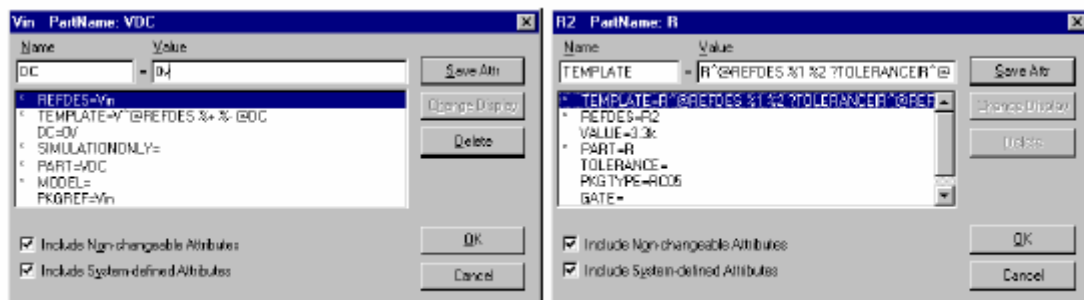 Vin PartName: VDC
Name Value
DC = 0v
Save Attr
* REFDES=Vin
* TEMPLATE=V^@REFDES %+ %- @DC
DC=0V
* SIMULATIONONLY=
* PART=VDC
* MODEL=
PKGREF=Vin
Change Display
Delete
Include Non-changeable Attributes
Include System-defined Attributes
OK
Cancel
R2 PartName: R
Name Value
TEMPLATE = R^@REFDES %1 %2 ?TOLERANCE|R^@
Save Attr
* TEMPLATE=R^@REFDES %1 %2 ?TOLERANCE|R^@REF
* REFDES=R2
VALUE=3.3k
* PART=R
TOLERANCE=
PKGTYPE=RC05
GATE=
Change Display
Delete
Include Non-changeable Attributes
Include System-defined Attributes
OK
Cancel